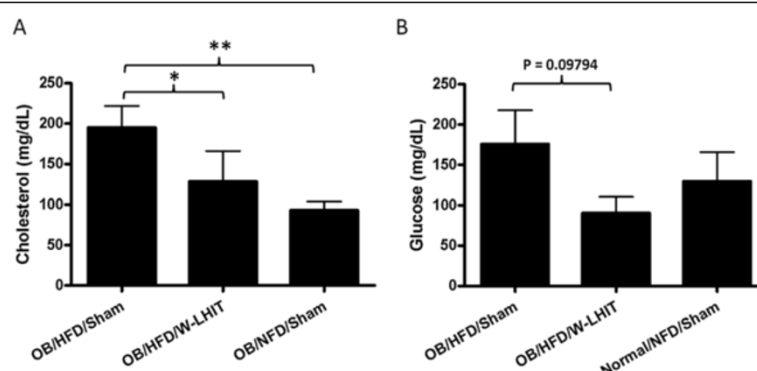 A
B
**
*
P = 0.09794
Cholesterol (mg/dL)
250
200
150
100
50
0
OB/HFD/Sham
OB/HFD/W-LHIT
OB/NFD/Sham
Glucose (mg/dL)
250
200
150
100
50
0
OB/HFD/Sham
OB/HFD/W-LHIT
Normal/NFD/Sham